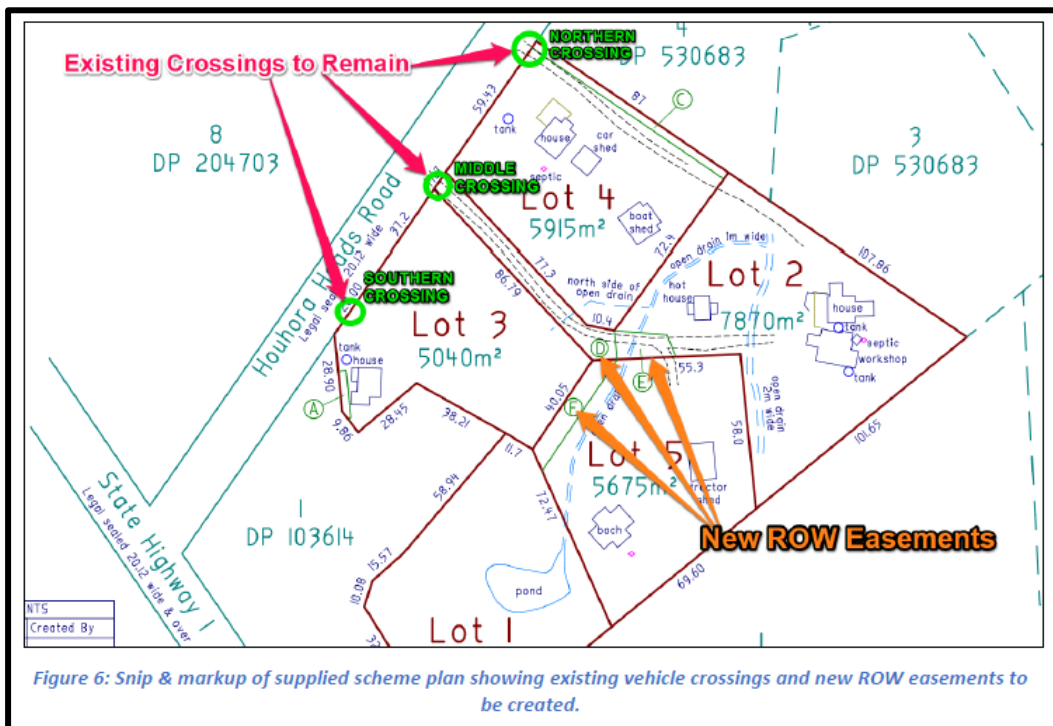 NORTHERN
CROSSING
4
DP 530683
Existing Crossings to Remain
59.43
87
C
8
DP 204703
tank
house
car
shed
3
DP 530683
septic
MIDDLE
CROSSING
Lot 4
5915m²
boat
shed
Houhora Heads Road
Legal sealed 20.12 wide
37.2
72.9
open drain 1m wide
107.86
77.3
86.79
north side of
open drain
Lot 2
hot
house
7870m²
SOUTHERN
CROSSING
Lot 3
5040m²
10.4
house
tank
septic
workshop
tank
tank
house
28.90
D
E
55.3
A
9.86
28.45
38.21
40.05
F
open drain
2m wide
58.0
11.7
Lot 5
5675m²
shed
State Highway 1
Legal sealed 20.12 wide & over
58.94
72.47
bach
New ROW Easements
1
DP 103614
15.57
10.08
pond
69.60
101.65
NTS
Created By
32
Lot 1
Figure 6: Snip & markup of supplied scheme plan showing existing vehicle crossings and new ROW easements to
be created.